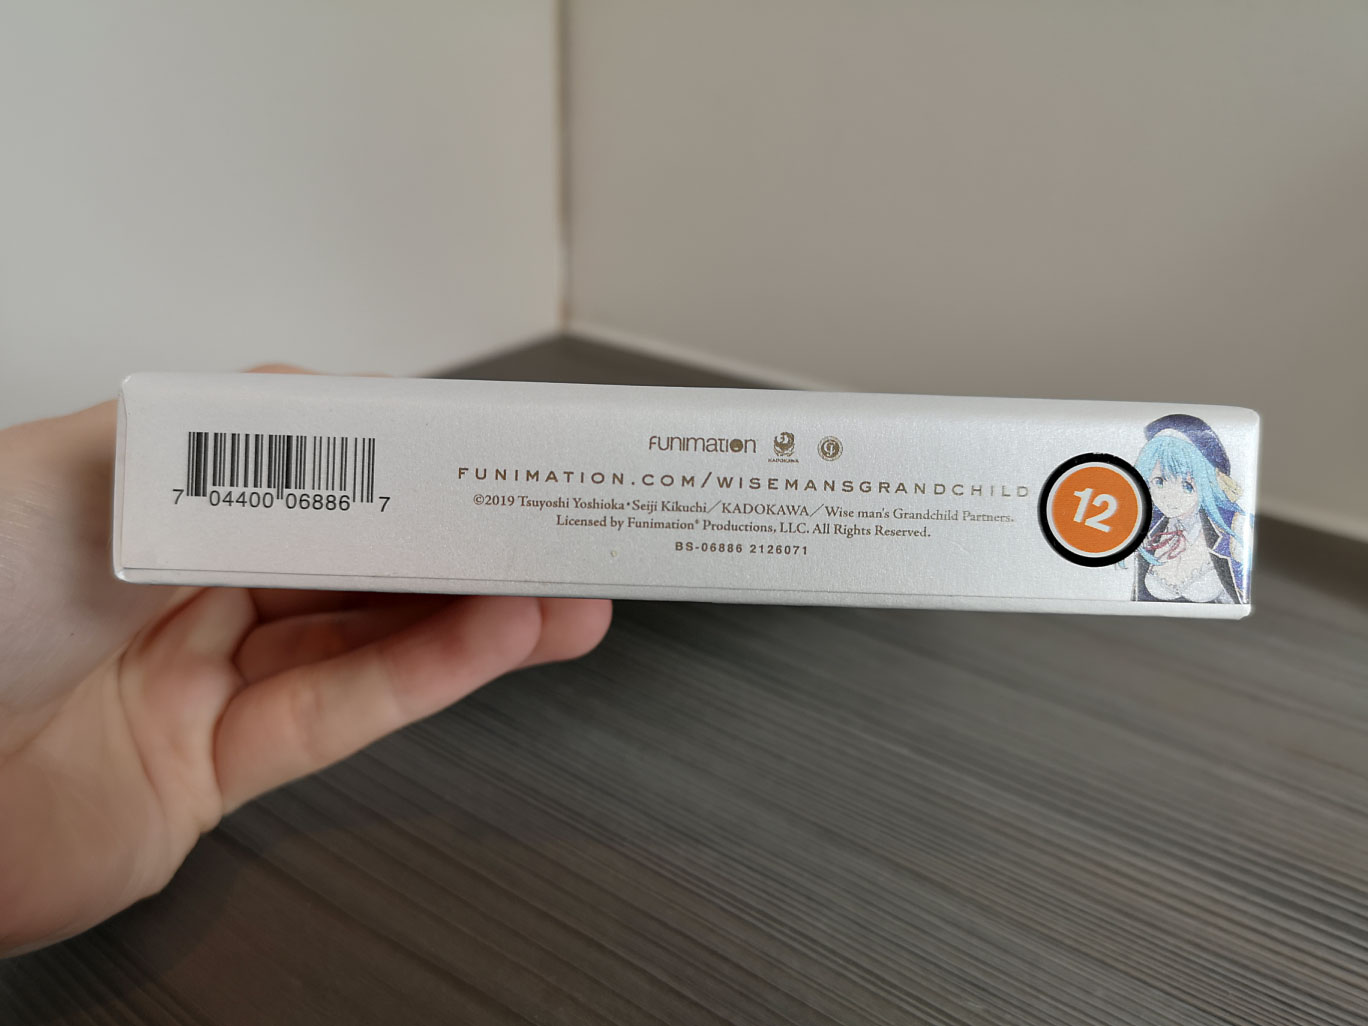 7 04400 06886 7
FUNIMATION
KADOKAWA
FUNIMATION.COM/WISEMANSGRANDCHILD
©2019 Tsuyoshi Yoshioka・Seiji Kikuchi／KADOKAWA／Wise man's Grandchild Partners.
Licensed by Funimation® Productions, LLC. All Rights Reserved.
BS-06886 2126071
12